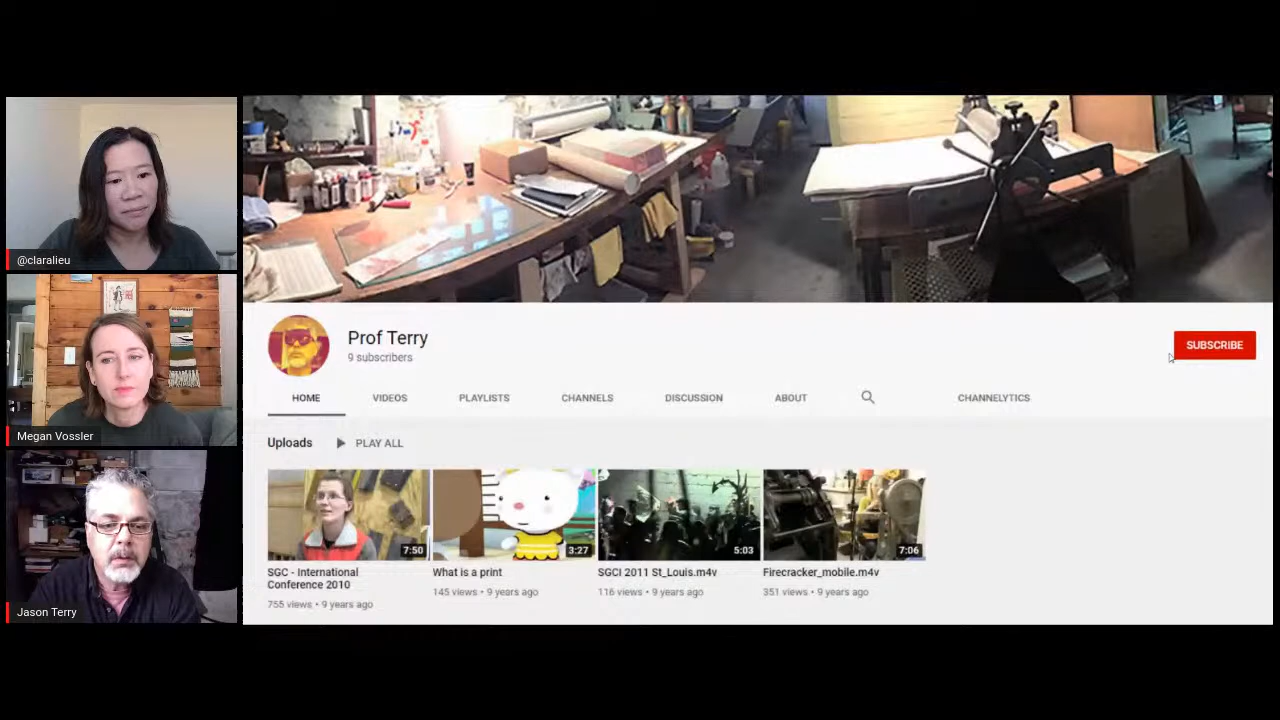 @claralieu
Megan Vossler
Jason Terry
Prof Terry
9 subscribers
SUBSCRIBE
HOME VIDEOS PLAYLISTS CHANNELS DISCUSSION ABOUT CHANNELYTICS
Uploads PLAY ALL
7:50 3:27 5:03 7:06
SGC - International
Conference 2010
755 views • 9 years ago
What is a print
145 views • 9 years ago
SGCI 2011 St_Louis.m4v
116 views • 9 years ago
Firecracker_mobile.m4v
351 views • 9 years ago